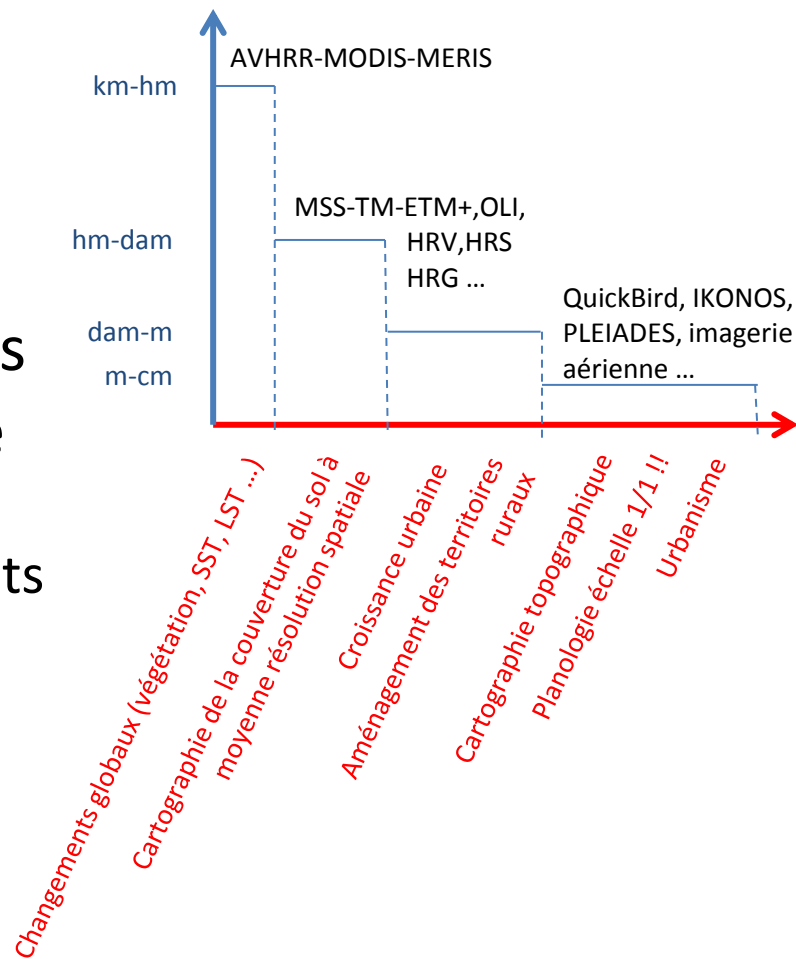 AVHRR-MODIS-MERIS
km-hm
MSS-TM-ETM+,OLI,
HRV,HRS
HRG ...
hm-dam
QuickBird, IKONOS,
PLEIADES, imagerie
aérienne ...
dam-m
m-cm
s
e
ts
Changements globaux (végétation, SST, LST ...)
Cartographie de la couverture du sol à
moyenne résolution spatiale
Croissance urbaine
Aménagement des territoires
ruraux
Cartographie topographique
Planologie échelle 1/1 !!
Urbanisme